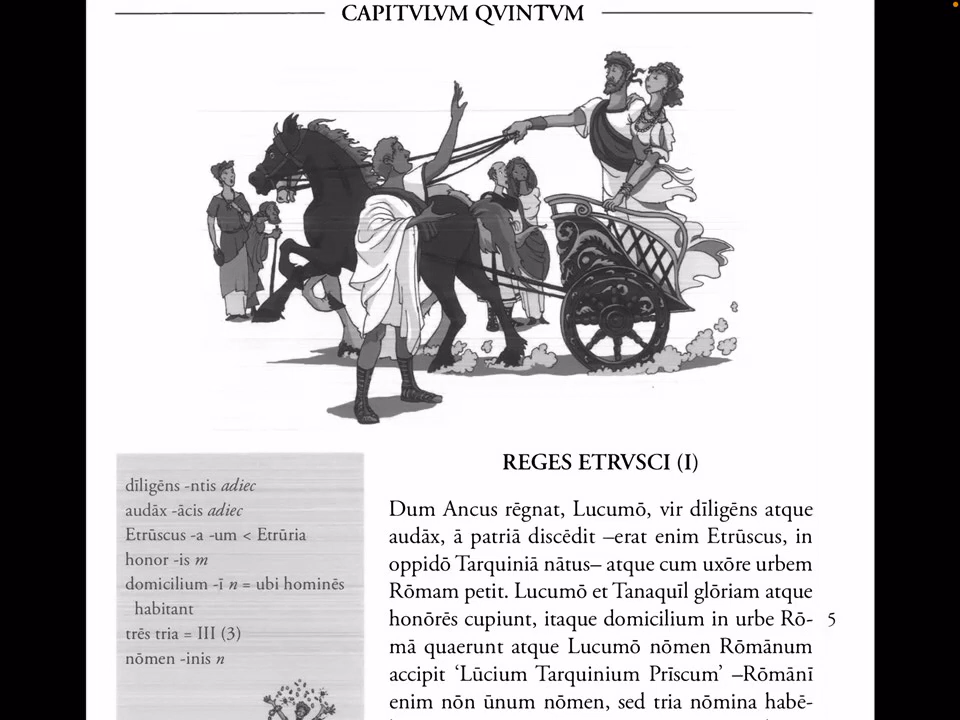 CAPITVLVM QVINTVM
REGES ETRVSCI (I)
dīligēns -ntis adiec
audāx -ācis adiec
Etrūscus -a -um < Etrūria
honor -is m
domicilium -ī n = ubi hominēs
habitant
trēs tria = III (3)
nōmen -inis n
Dum Ancus rēgnat, Lucumō, vir dīligēns atque
audāx, ā patriā discēdit –erat enim Etrūscus, in
oppidō Tarquiniā nātus– atque cum uxōre urbem
Rōmam petit. Lucumō et Tanaquīl glōriam atque
honōrēs cupiunt, itaque domicilium in urbe Rō-
mā quaerunt atque Lucumō nōmen Rōmānum
accipit ‘Lūcium Tarquinium Prīscum’ –Rōmānī
enim nōn ūnum nōmen, sed tria nōmina habē-
5